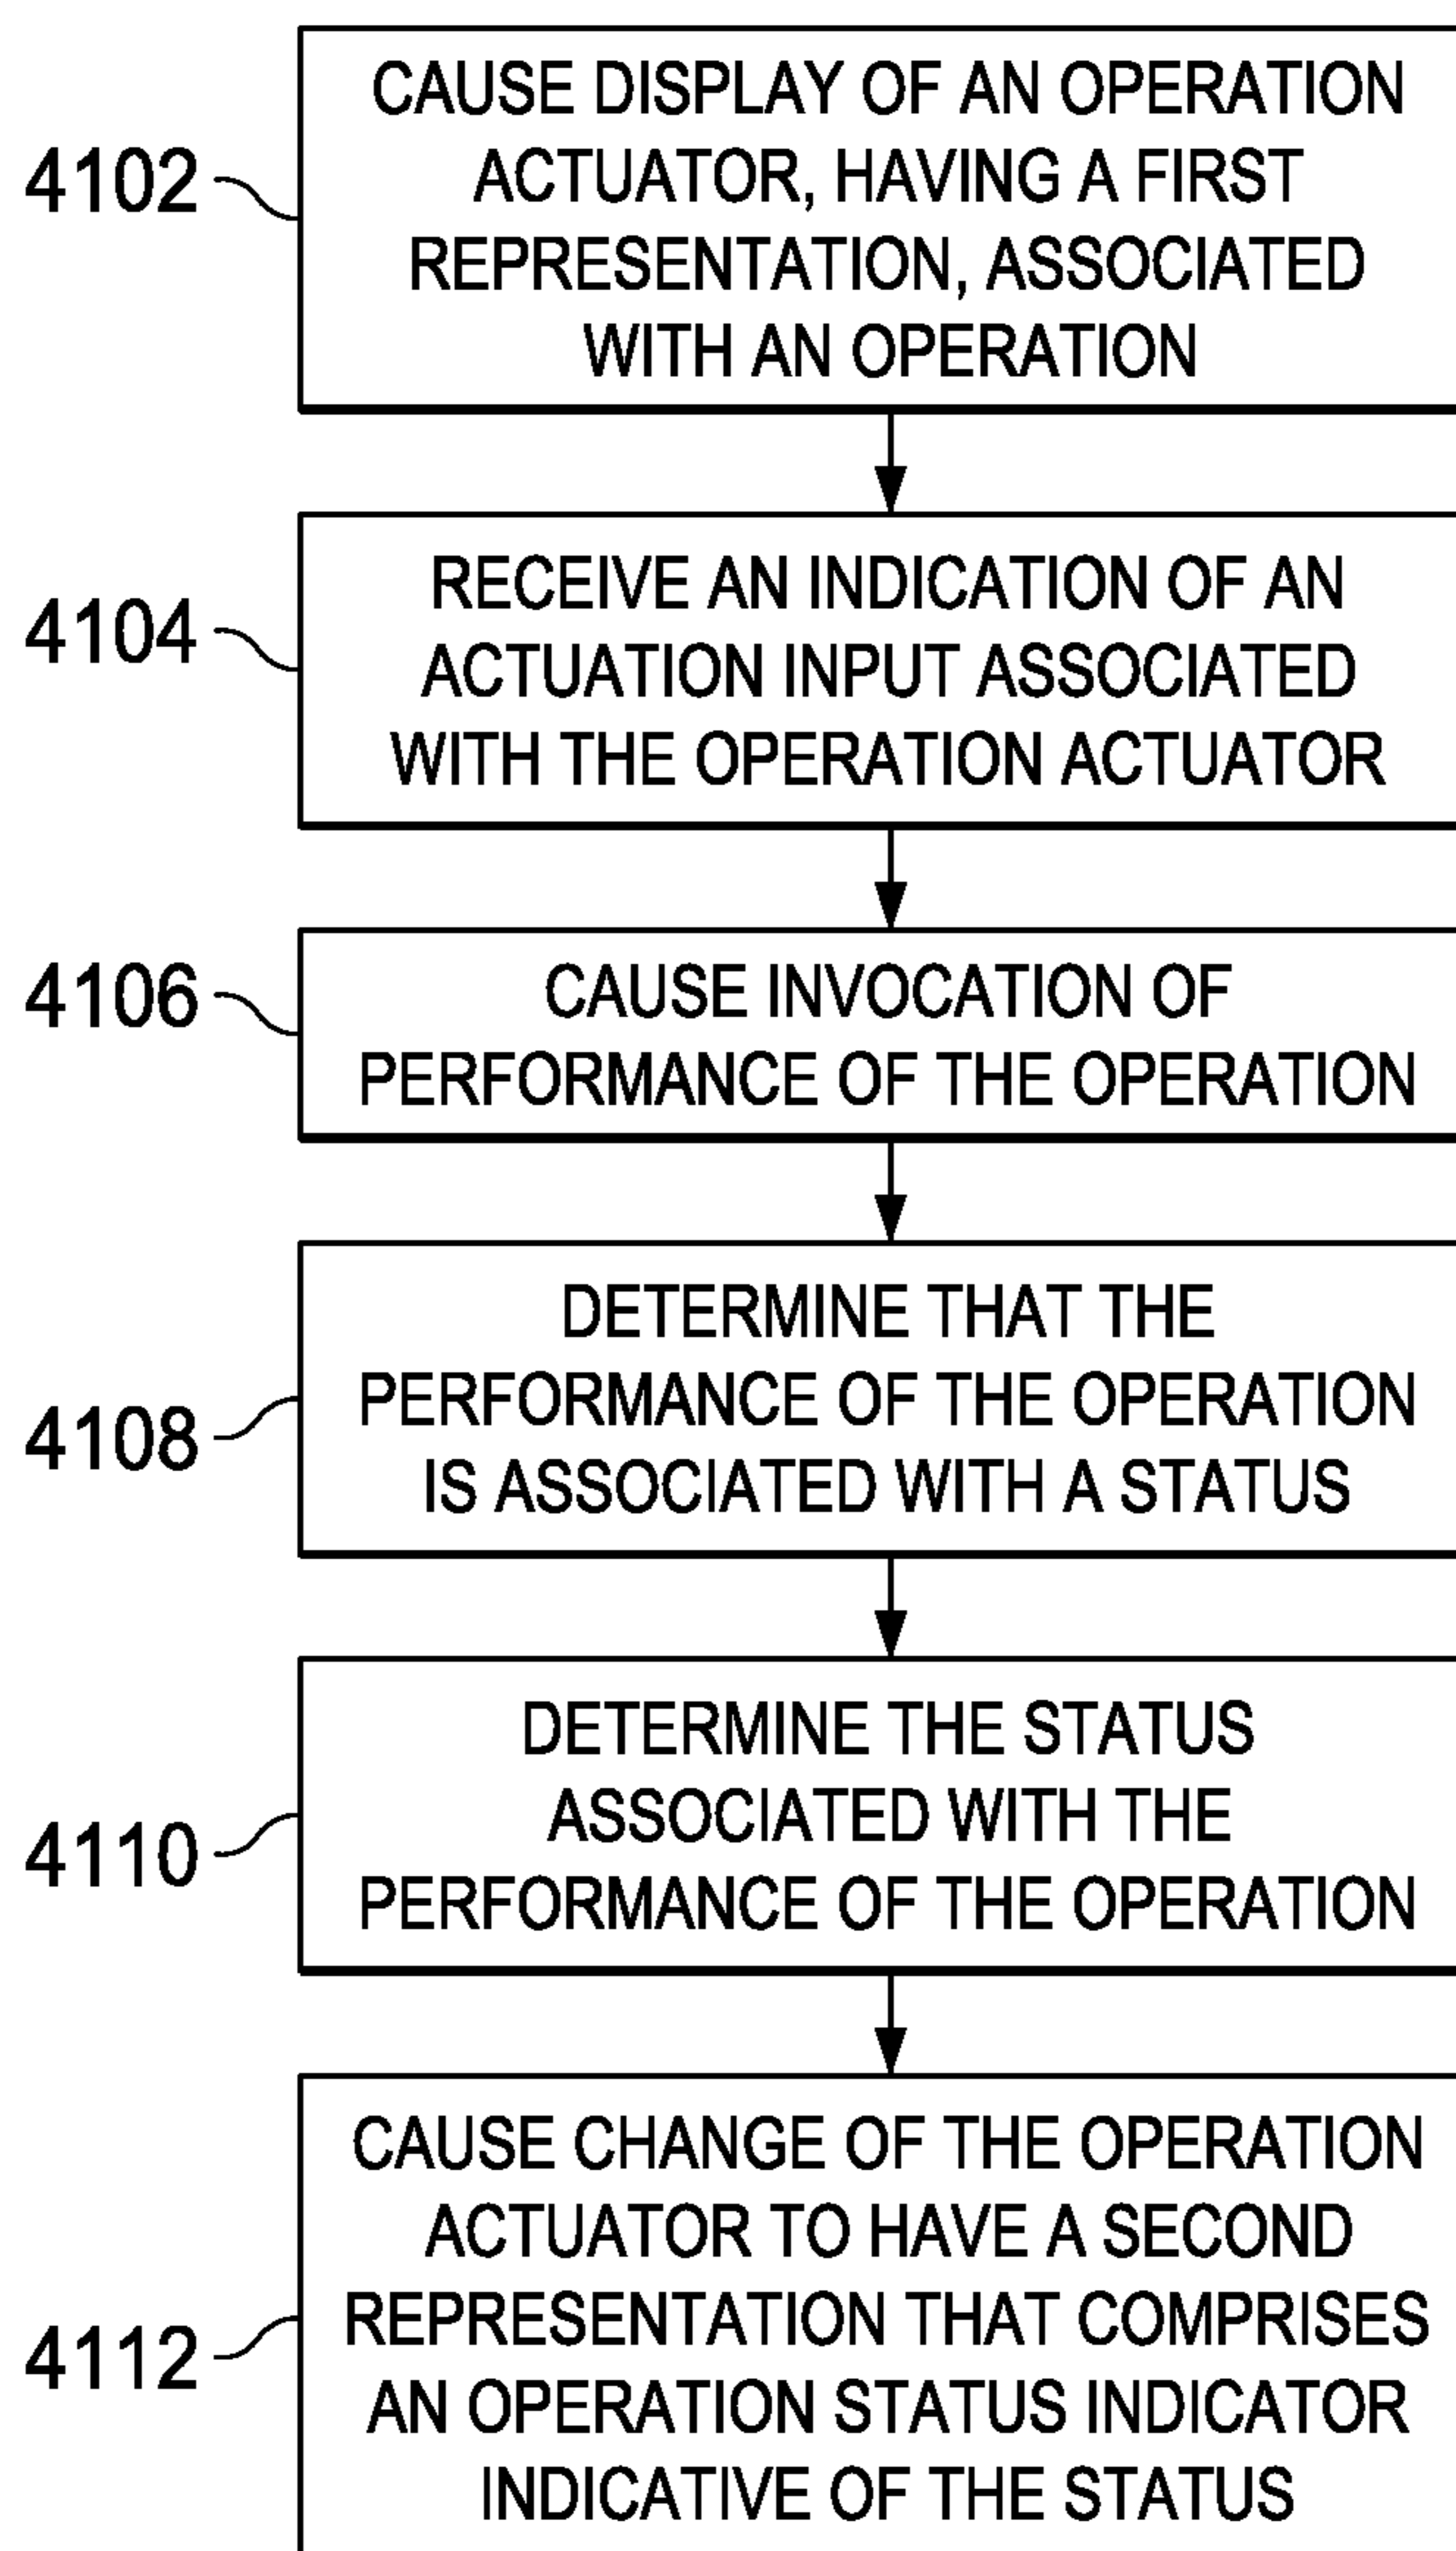 4102
CAUSE DISPLAY OF AN OPERATION
ACTUATOR, HAVING A FIRST
REPRESENTATION, ASSOCIATED
WITH AN OPERATION
4104
RECEIVE AN INDICATION OF AN
ACTUATION INPUT ASSOCIATED
WITH THE OPERATION ACTUATOR
4106
CAUSE INVOCATION OF
PERFORMANCE OF THE OPERATION
4108
DETERMINE THAT THE
PERFORMANCE OF THE OPERATION
IS ASSOCIATED WITH A STATUS
4110
DETERMINE THE STATUS
ASSOCIATED WITH THE
PERFORMANCE OF THE OPERATION
4112
CAUSE CHANGE OF THE OPERATION
ACTUATOR TO HAVE A SECOND
REPRESENTATION THAT COMPRISES
AN OPERATION STATUS INDICATOR
INDICATIVE OF THE STATUS